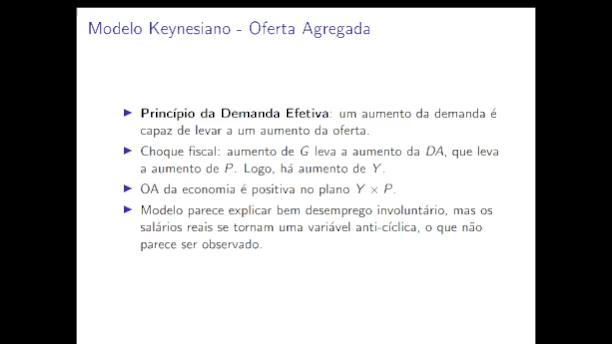 Modelo Keynesiano - Oferta Agregada
Princípio da Demanda Efetiva: um aumento da demanda é
capaz de levar a um aumento da oferta.
Choque fiscal: aumento de G leva a aumento da DA, que leva
a aumento de P. Logo, há aumento de Y.
OA da economia é positiva no plano Y × P.
Modelo parece explicar bem desemprego involuntário, mas os
salários reais se tornam uma variável anti-cíclica, o que não
parece ser observado.